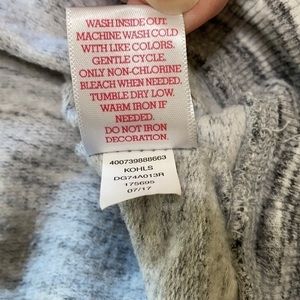 WASH INSIDE OUT.
MACHINE WASH COLD
WITH LIKE COLORS.
GENTLE CYCLE.
ONLY NON-CHLORINE
BLEACH WHEN NEEDED.
TUMBLE DRY LOW.
WARM IRON IF
NEEDED.
DO NOT IRON
DECORATION.
400739888663
KOHLS
DG74A013R
175695
07/17